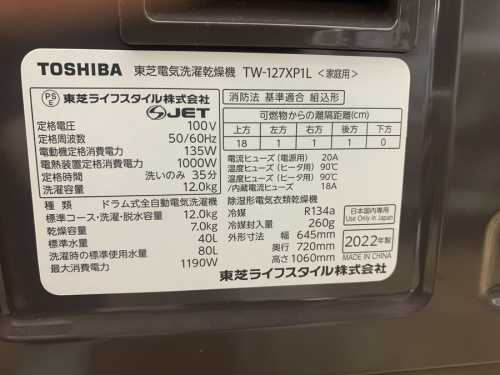 TOSHIBA 東芝電気洗濯乾燥機 TW-127XP1L <家庭用>
PS E 東芝ライフスタイル株式会社
S JET
定格電圧 100V
定格周波数 50/60Hz
電動機定格消費電力 135W
電熱装置定格消費電力 1000W
定格時間 洗いのみ 35分
洗濯容量 12.0kg
消防法 基準適合 組込形
可燃物からの離隔距離(cm)
上方 左方 右方 後方 下方
18 1 1 1 0
電流ヒューズ(電源用) 20A
温度ヒューズ(ヒータ用) 90℃
温度ヒューズ(ヒータ用) 90℃
/内蔵電流ヒューズ 18A
種類 ドラム式全自動電気洗濯機
標準コース・洗濯・脱水容量 12.0kg
乾燥容量 7.0kg
標準水量 40L
洗濯時の標準使用水量 80L
最大消費電力 1190W
除湿形電気衣類乾燥機
冷媒 R134a
冷媒封入量 260g
外形寸法 幅 645mm
奥行 720mm
高さ 1060mm
日本国内専用
Use Only in Japan
2022年製
MADE IN CHINA
東芝ライフスタイル株式会社